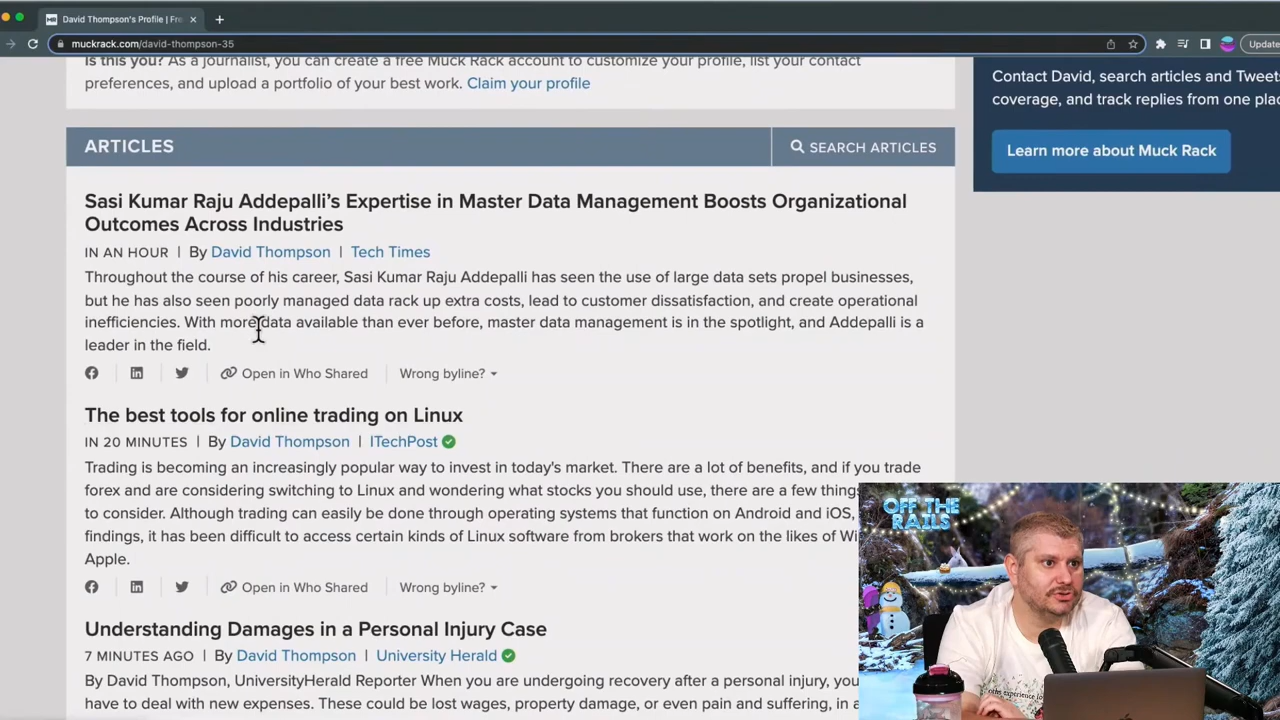 David Thompson's Profile | Fre
Update
muckrack.com/david-thompson-35
Is this you? As a journalist, you can create a free Muck Rack account to customize your profile, list your contact
preferences, and upload a portfolio of your best work. Claim your profile
Contact David, search articles and Tweets
coverage, and track replies from one plac
Learn more about Muck Rack
ARTICLES
SEARCH ARTICLES
Sasi Kumar Raju Addepalli's Expertise in Master Data Management Boosts Organizational
Outcomes Across Industries
IN AN HOUR | By David Thompson | Tech Times
Throughout the course of his career, Sasi Kumar Raju Addepalli has seen the use of large data sets propel businesses,
but he has also seen poorly managed data rack up extra costs, lead to customer dissatisfaction, and create operational
inefficiencies. With more data available than ever before, master data management is in the spotlight, and Addepalli is a
leader in the field.
Open in Who Shared
Wrong byline?
The best tools for online trading on Linux
IN 20 MINUTES | By David Thompson | ITechPost
Trading is becoming an increasingly popular way to invest in today's market. There are a lot of benefits, and if you trade
forex and are considering switching to Linux and wondering what stocks you should use, there are a few things
to consider. Although trading can easily be done through operating systems that function on Android and iOS,
findings, it has been difficult to access certain kinds of Linux software from brokers that work on the likes of Wi
Apple.
Open in Who Shared
Wrong byline?
Understanding Damages in a Personal Injury Case
7 MINUTES AGO | By David Thompson | University Herald
By David Thompson, UniversityHerald Reporter When you are undergoing recovery after a personal injury, you
have to deal with new expenses. These could be lost wages, property damage, or even pain and suffering, in a
OFF THE
RAILS